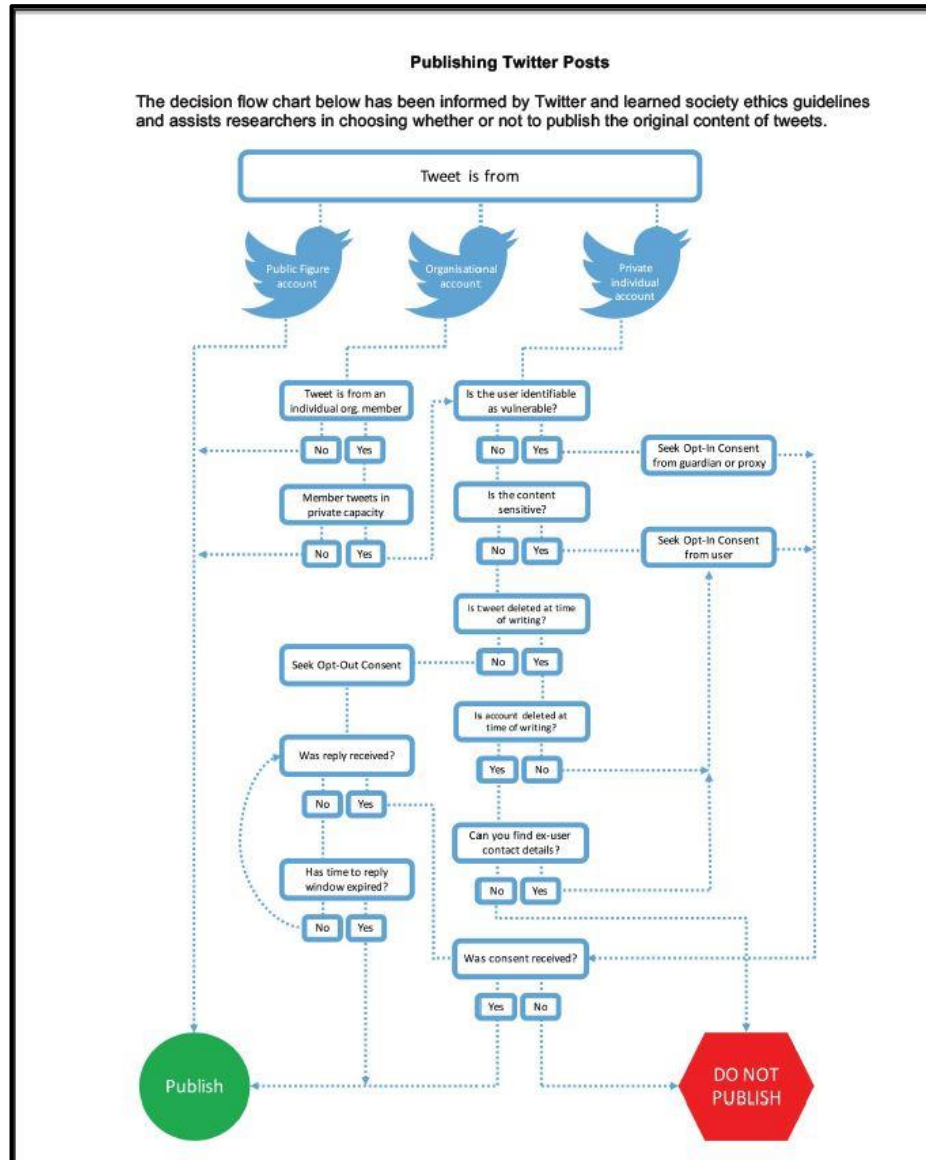 Publishing Twitter Posts
The decision flow chart below has been informed by Twitter and learned society ethics guidelines
and assists researchers in choosing whether or not to publish the original content of tweets.
Tweet is from
Public Figure
account
Organisational
account
Private
individual
account
Tweet is from an
individual org. member
No Yes
Member tweets in
private capacity
No Yes
Is the user identifiable
as vulnerable?
No Yes
Seek Opt-In Consent
from guardian or proxy
Is the content
sensitive?
No Yes
Seek Opt-In Consent
from user
Is tweet deleted at time
of writing?
No Yes
Seek Opt-Out Consent
Is account deleted at
time of writing?
Yes No
Was reply received?
No Yes
Can you find ex-user
contact details?
No Yes
Has time to reply
window expired?
No Yes
Was consent received?
Yes No
Publish
DO NOT
PUBLISH